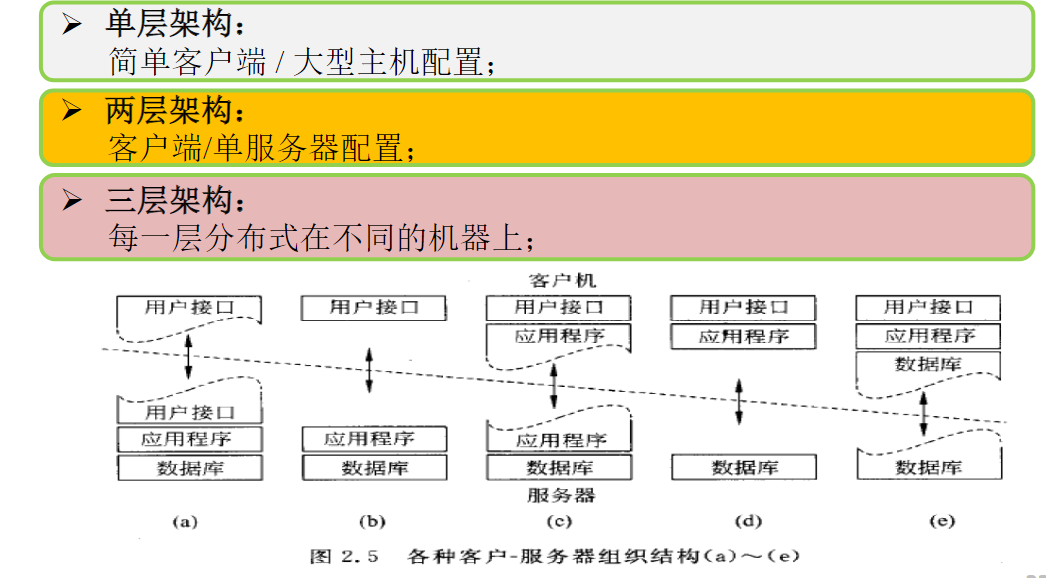 ➢ 单层架构：
简单客户端 / 大型主机配置；
➢ 两层架构：
客户端/单服务器配置；
➢ 三层架构：
每一层分布式在不同的机器上；
客户机
用户接口 用户接口 用户接口 用户接口 用户接口
应用程序 应用程序 应用程序
数据库
用户接口
应用程序 应用程序 应用程序
数据库 数据库 数据库 数据库 数据库
服务器
(a) (b) (c) (d) (e)
图 2.5 各种客户-服务器组织结构(a)～(e)